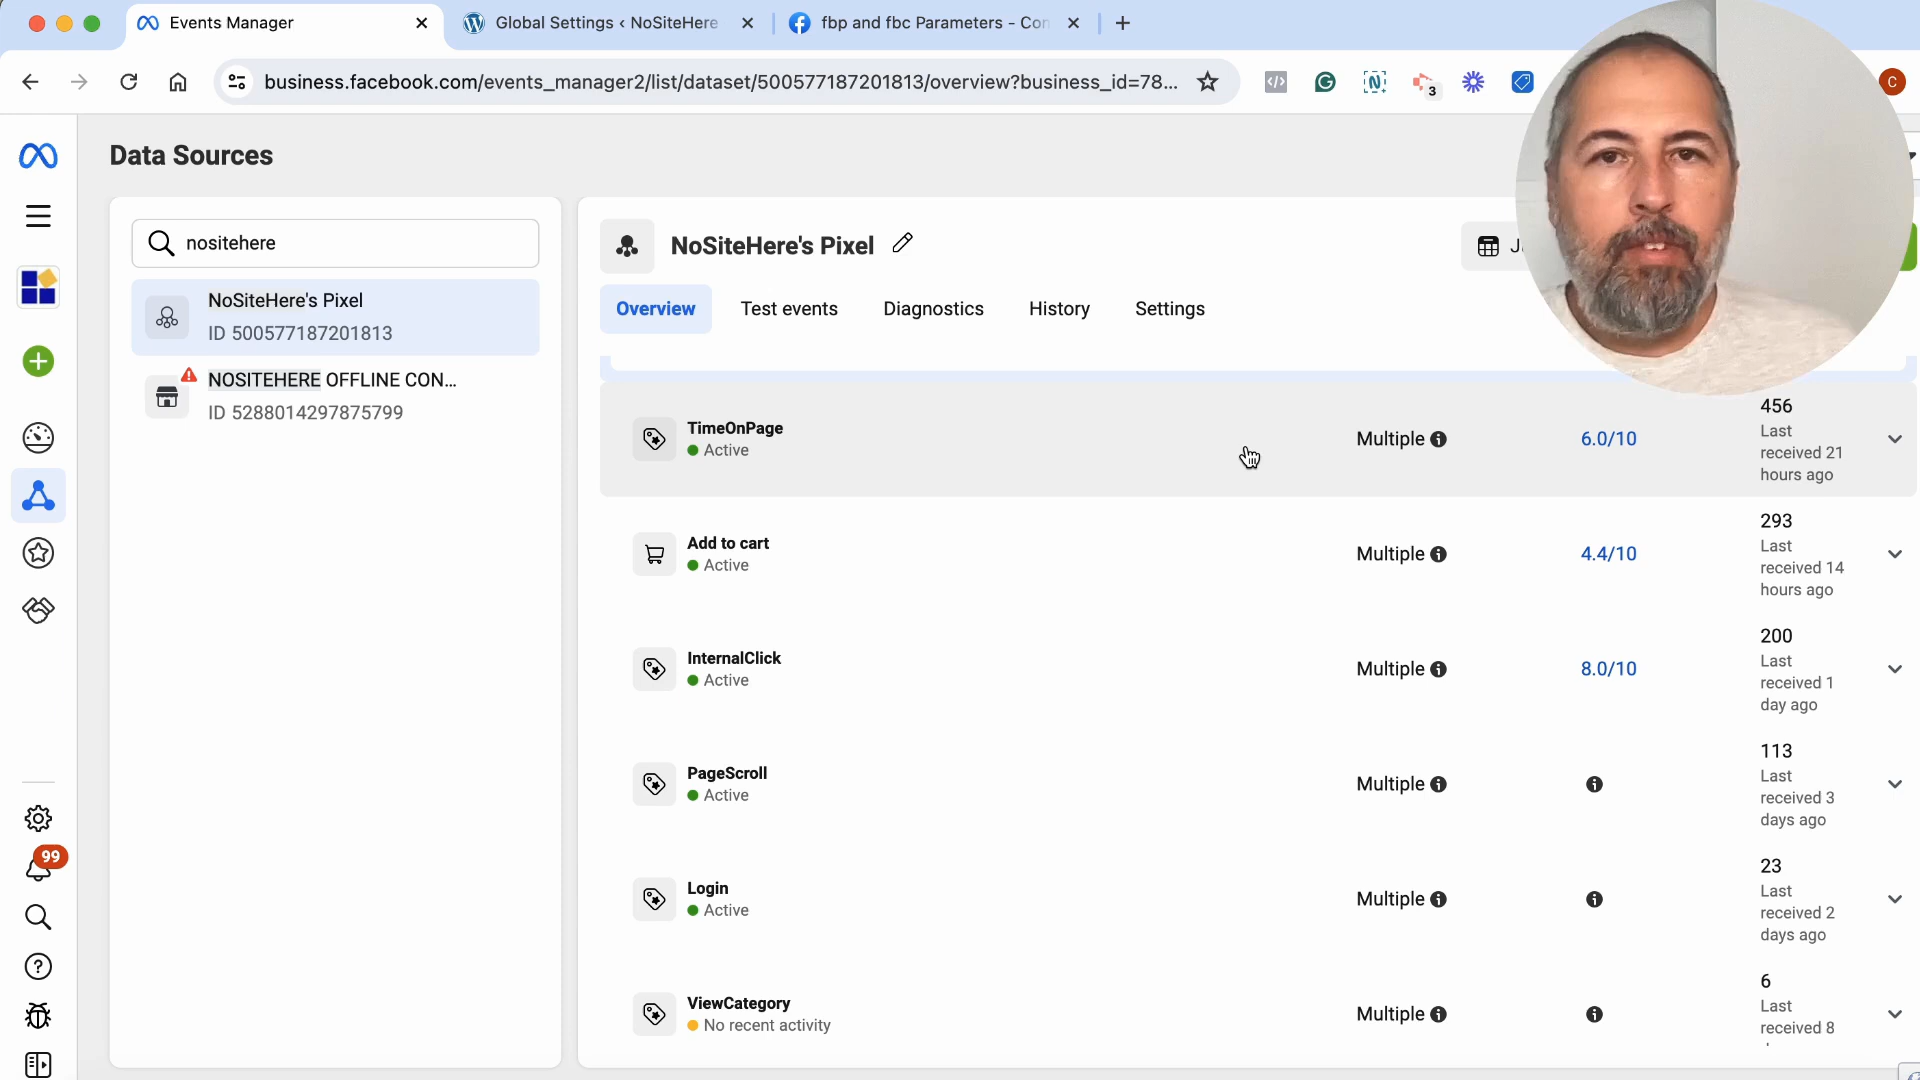 Events Manager
Global Settings ‹ NoSiteHere
fbp and fbc Parameters - Con
business.facebook.com/events_manager2/list/dataset/500577187201813/overview?business_id=78...
3
C
Data Sources
nositehere
NoSiteHere's Pixel
ID 500577187201813
NOSITEHERE OFFLINE CON...
ID 5288014297875799
99
NoSiteHere's Pixel
Overview
Test events
Diagnostics
History
Settings
TimeOnPage
Active
Multiple
6.0/10
456
Last
received 21
hours ago
Add to cart
Active
Multiple
4.4/10
293
Last
received 14
hours ago
InternalClick
Active
Multiple
8.0/10
200
Last
received 1
day ago
PageScroll
Active
Multiple
113
Last
received 3
days ago
Login
Active
Multiple
23
Last
received 2
days ago
ViewCategory
No recent activity
Multiple
6
Last
received 8